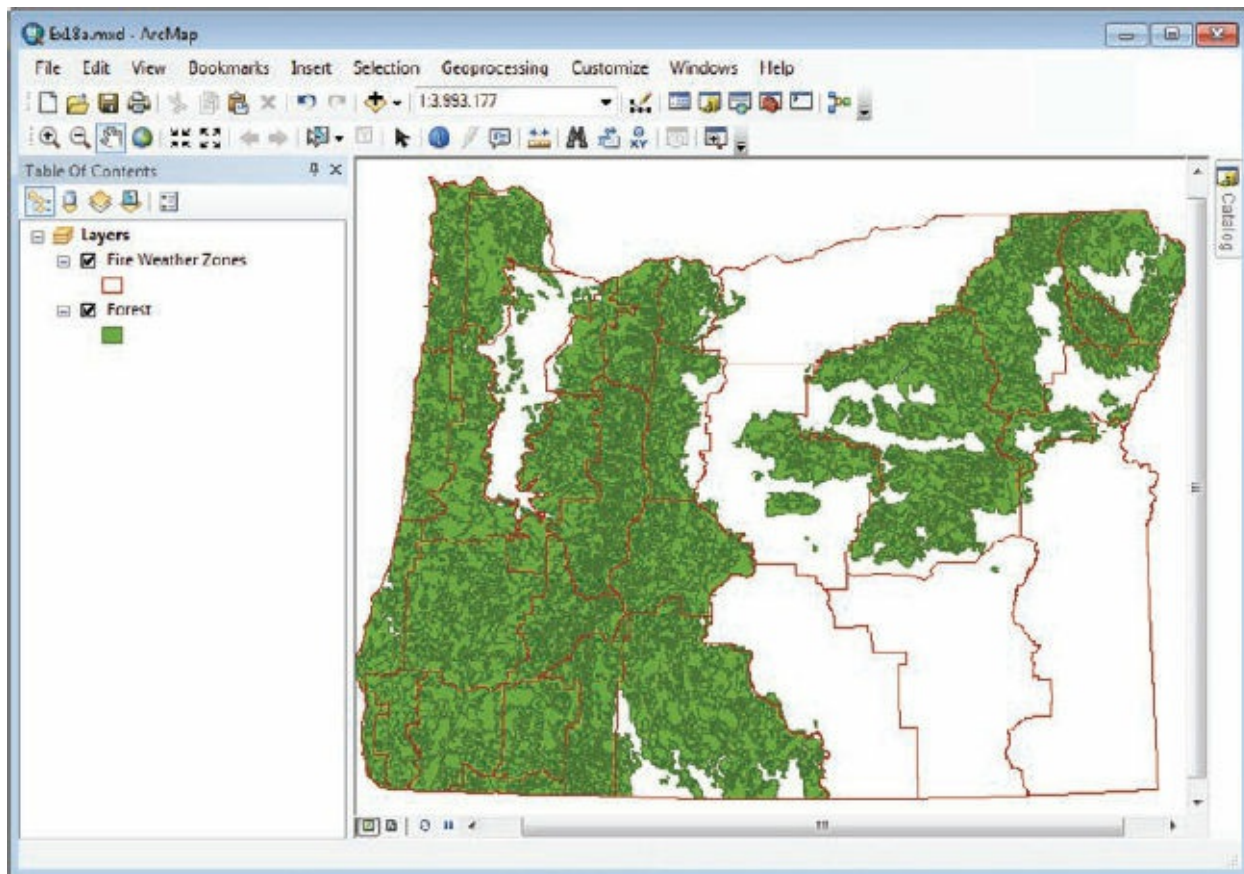 Ex18a.mxd - ArcMap
File Edit View Bookmarks Insert Selection Geoprocessing Customize Windows Help
1:3,993,177
XY
Table Of Contents
Catalog
Layers
Fire Weather Zones
Forest